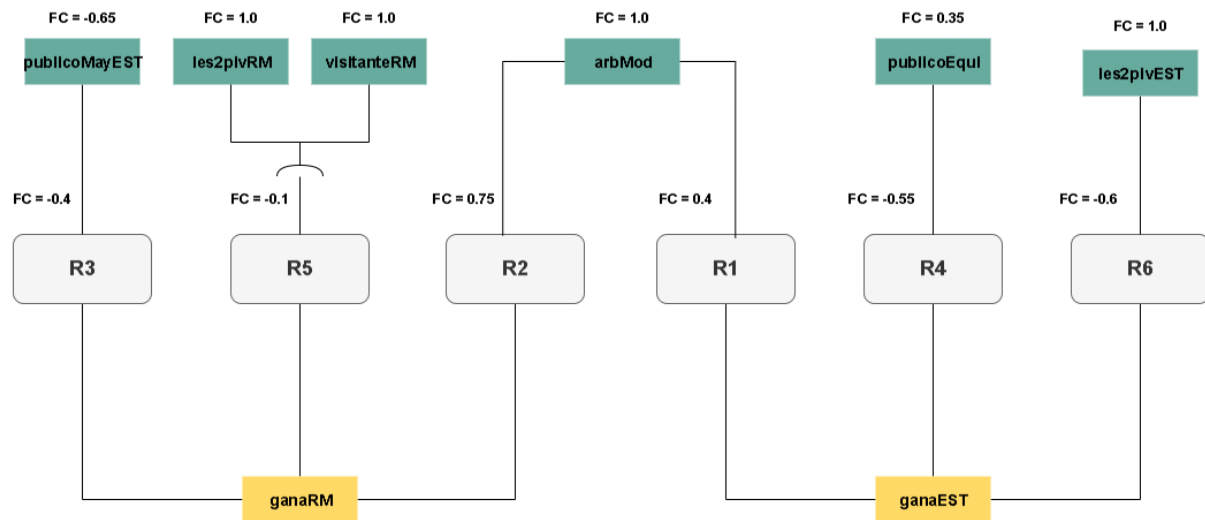 FC = -0.65
FC = 1.0
FC = 1.0
FC = 1.0
FC = 0.35
FC = 1.0
publicoMayEST
les2pivRM
visitanteRM
arbMod
publicoEqui
les2pivEST
FC = -0.4
FC = -0.1
FC = 0.75
FC = 0.4
FC = -0.55
FC = -0.6
R3
R5
R2
R1
R4
R6
ganaRM
ganaEST